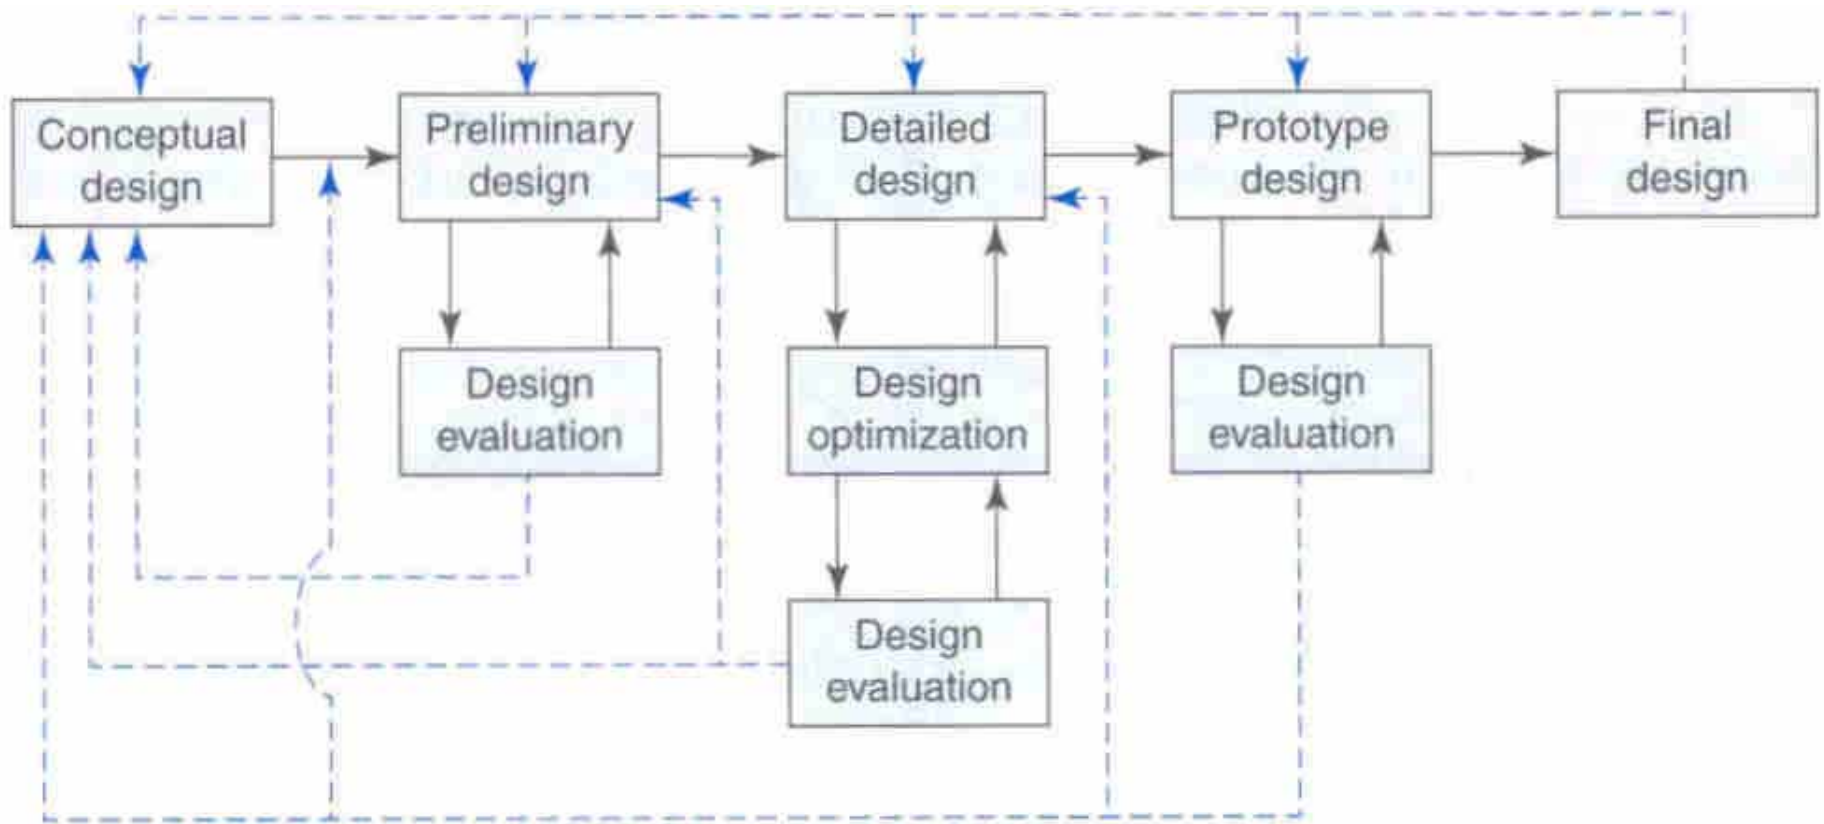 Conceptual
design
Preliminary
design
Detailed
design
Prototype
design
Final
design
Design
evaluation
Design
optimization
Design
evaluation
Design
evaluation